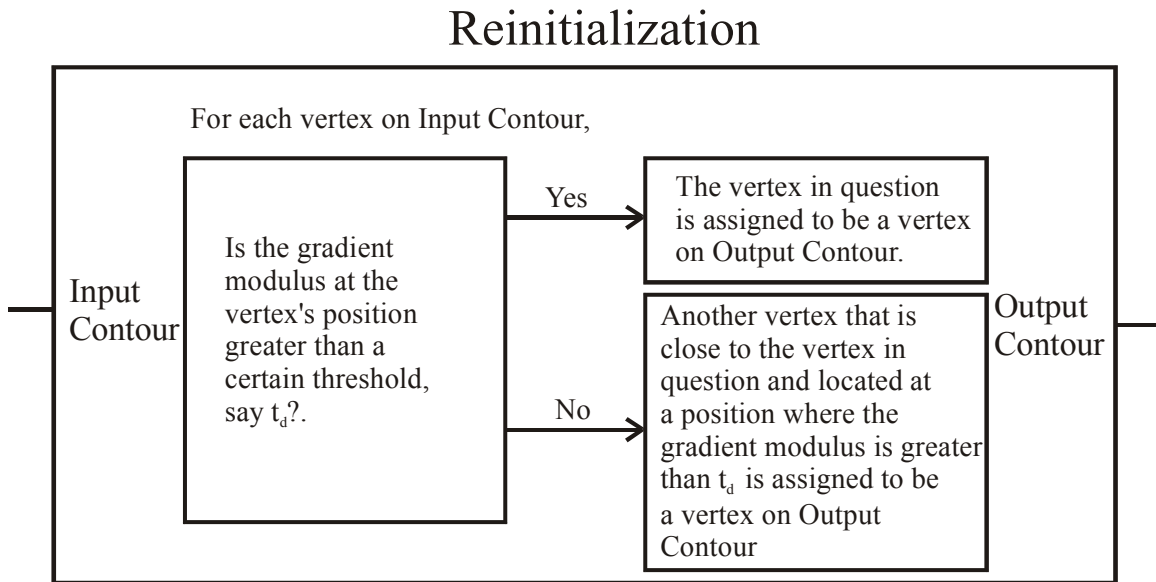 Reinitialization
For each vertex on Input Contour,
Input
Contour
Is the gradient
modulus at the
vertex's position
greater than a
certain threshold,
say t_d?.
Yes
No
The vertex in question
is assigned to be a vertex
on Output Contour.
Another vertex that is
close to the vertex in
question and located at
a position where the
gradient modulus is greater
than t_d is assigned to be
a vertex on Output
Contour
Output
Contour